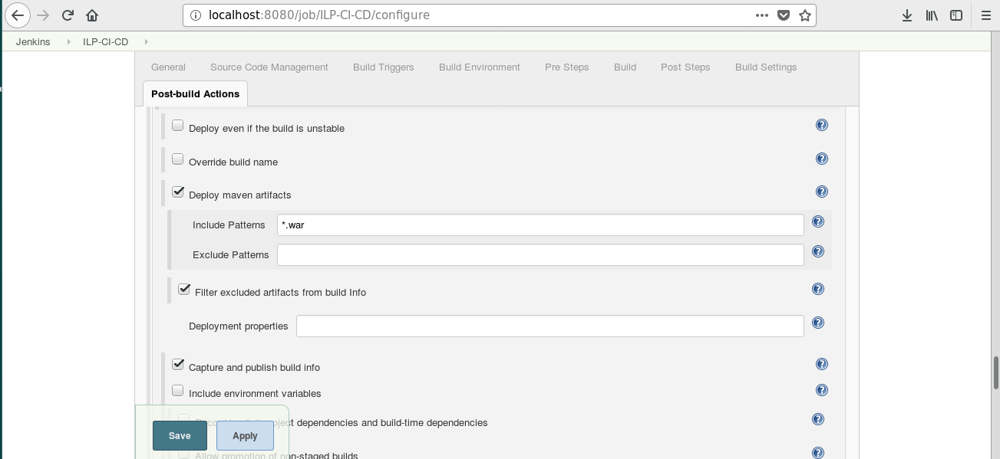 localhost:8080/job/ILP-CI-CD/configure
Jenkins ILP-CI-CD
General Source Code Management Build Triggers Build Environment Pre Steps Build Post Steps Build Settings
Post-build Actions
Deploy even if the build is unstable
Override build name
Deploy maven artifacts
Include Patterns *.war
Exclude Patterns
Filter excluded artifacts from build Info
Deployment properties
Capture and publish build info
Include environment variables
dependencies and build-time dependencies
Save Apply
Allow promotion of non-staged builds